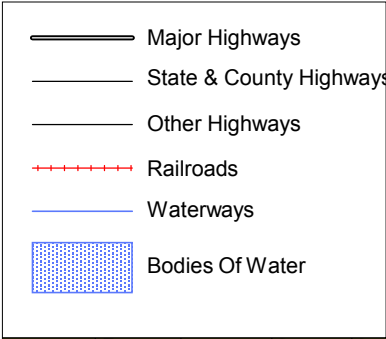 Major Highways
State & County Highways
Other Highways
Railroads
Waterways
Bodies Of Water